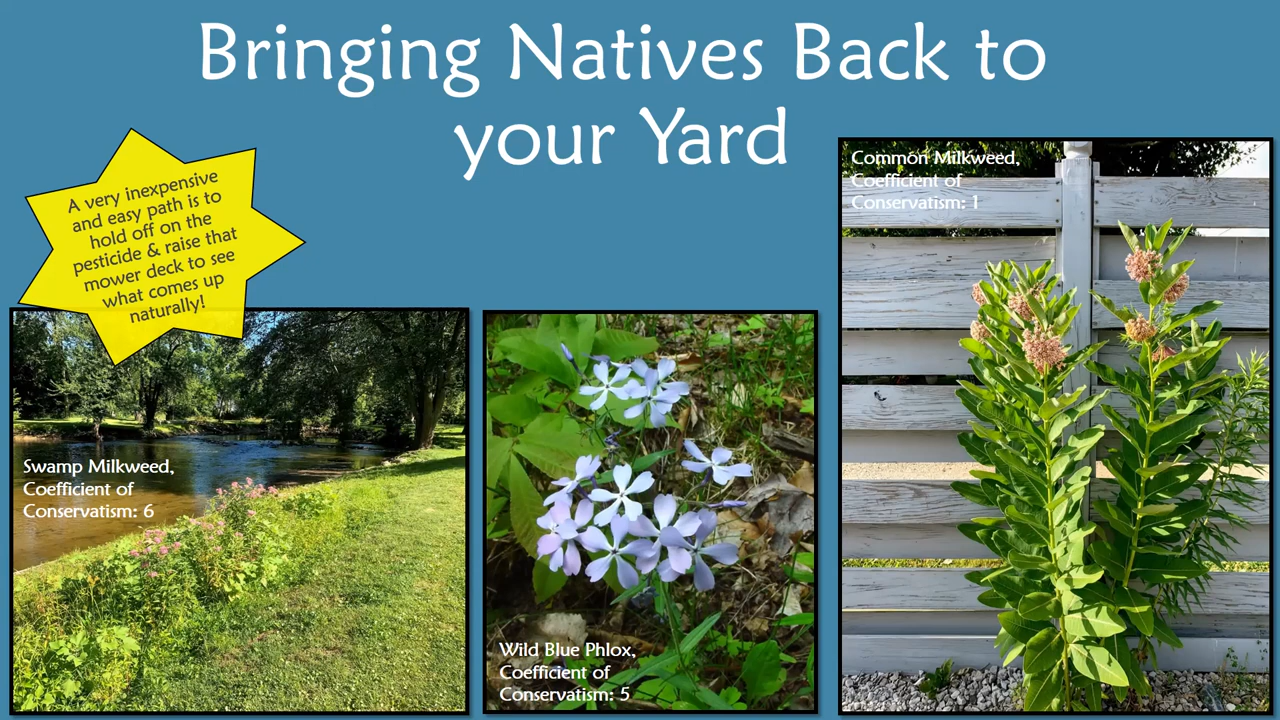 Bringing Natives Back to
your Yard
A very inexpensive
and easy path is to
hold off on the
pesticide & raise that
mower deck to see
what comes up
naturally!
Common Milkweed,
Coefficient of
Conservatism: 1
Swamp Milkweed,
Coefficient of
Conservatism: 6
Wild Blue Phlox,
Coefficient of
Conservatism: 5